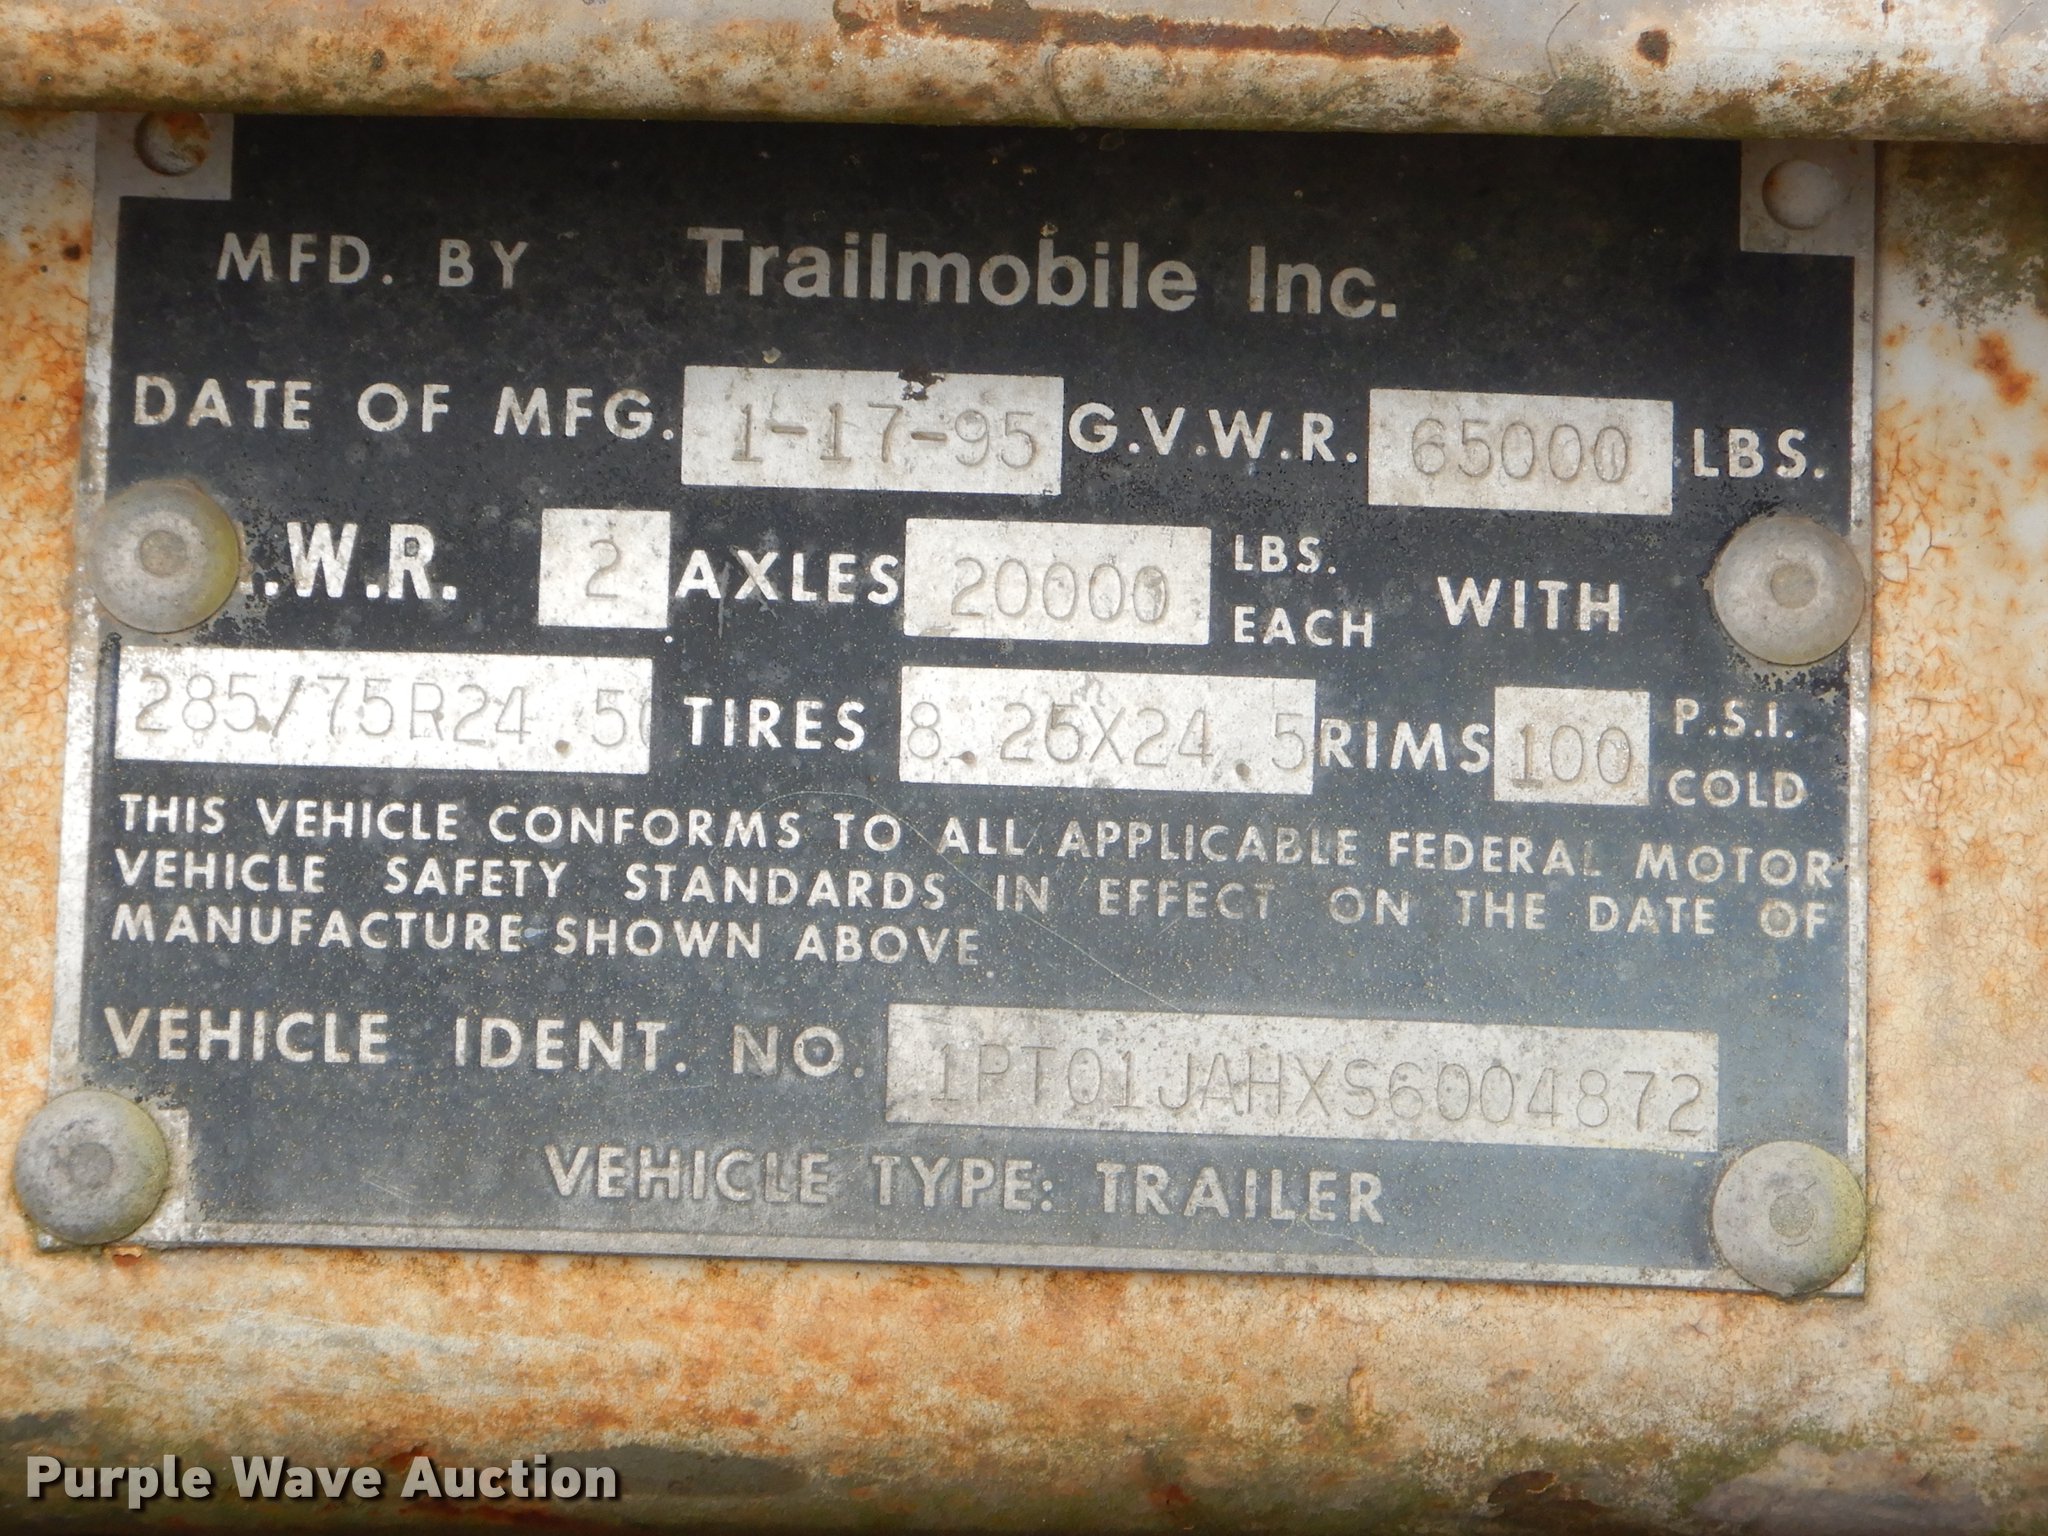 MFD. BY Trailmobile Inc.
DATE OF MFG. 1-17-95 G.V.W.R. 65000 LBS.
.W.R. 2 AXLES 20000 LBS. EACH WITH
285/75R24.50 TIRES 8.25X24.5 RIMS 100 P.S.I. COLD
THIS VEHICLE CONFORMS TO ALL APPLICABLE FEDERAL MOTOR
VEHICLE SAFETY STANDARDS IN EFFECT ON THE DATE OF
MANUFACTURE SHOWN ABOVE.
VEHICLE IDENT. NO. 1PT01JAHXS6004872
VEHICLE TYPE: TRAILER
Purple Wave Auction